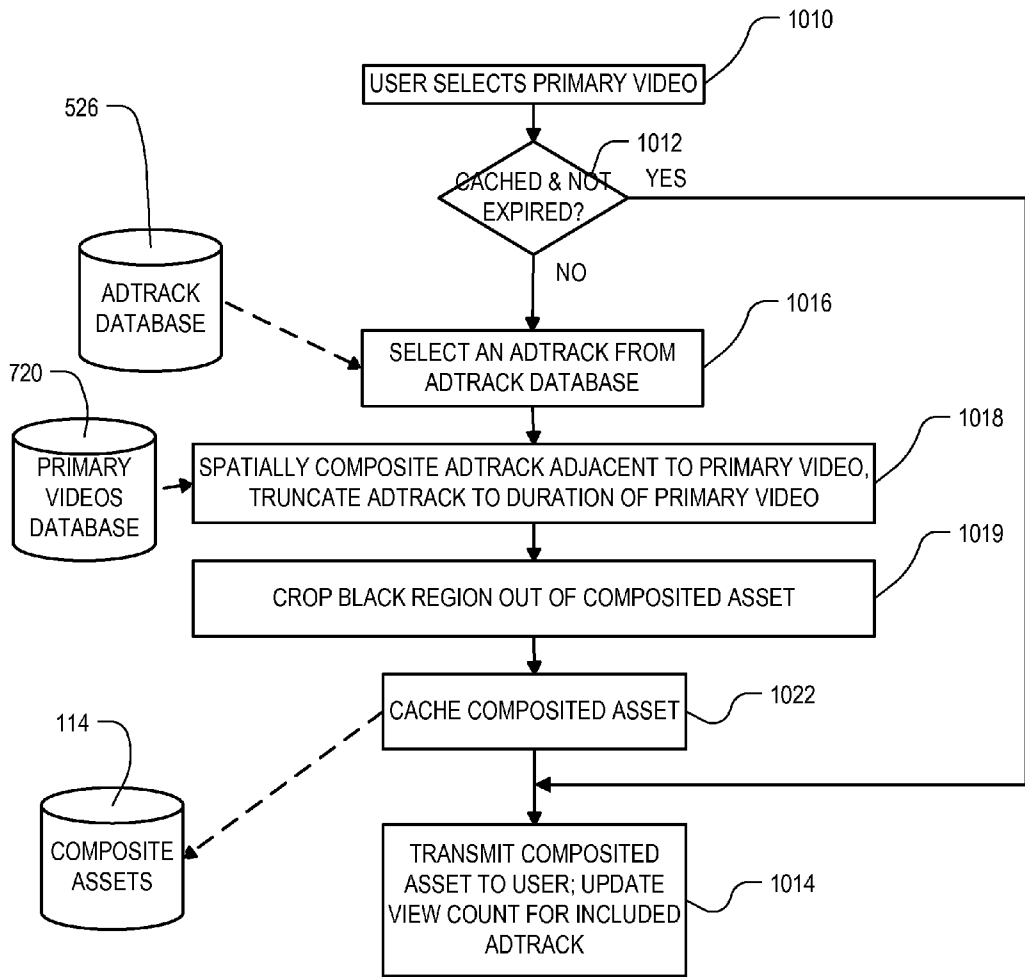 1010
USER SELECTS PRIMARY VIDEO
526
1012
CACHED & NOT
EXPIRED?
YES
NO
ADTRACK
DATABASE
1016
SELECT AN ADTRACK FROM
ADTRACK DATABASE
720
1018
PRIMARY
VIDEOS
DATABASE
SPATIALLY COMPOSITE ADTRACK ADJACENT TO PRIMARY VIDEO,
TRUNCATE ADTRACK TO DURATION OF PRIMARY VIDEO
1019
CROP BLACK REGION OUT OF COMPOSITED ASSET
1022
CACHE COMPOSITED ASSET
114
COMPOSITE
ASSETS
TRANSMIT COMPOSITED
ASSET TO USER; UPDATE
VIEW COUNT FOR INCLUDED
ADTRACK
1014